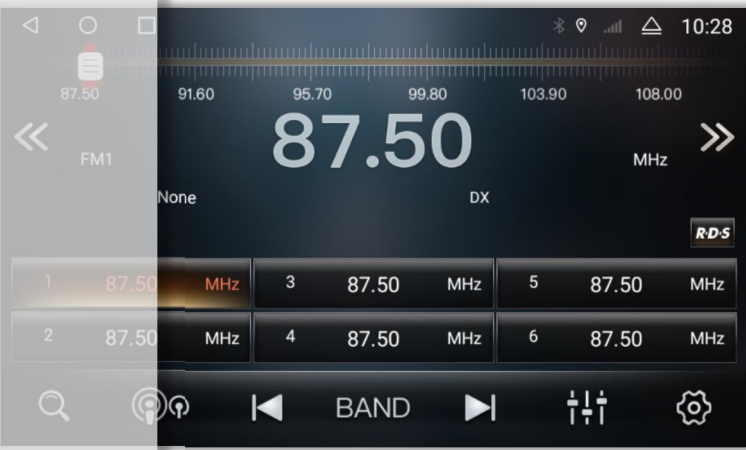 10:28
87.50 91.60 95.70 99.80 103.90 108.00
87.50
FM1 MHz
None DX
R·D·S
1 87.50 MHz 3 87.50 MHz 5 87.50 MHz
2 87.50 MHz 4 87.50 MHz 6 87.50 MHz
BAND